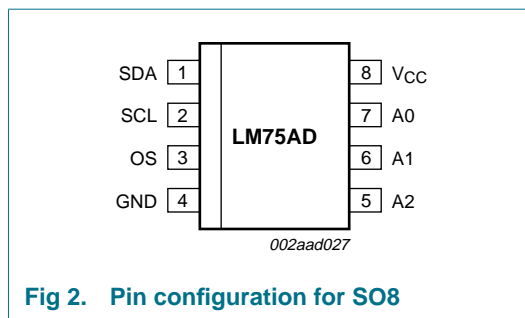 SDA 1 8 VCC
SCL 2 7 A0
LM75AD
OS 3 6 A1
GND 4 5 A2
002aad027
Fig 2. Pin configuration for SO8